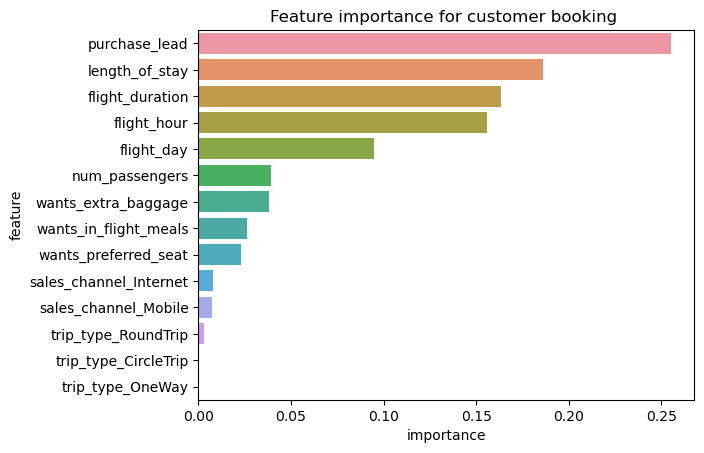 Feature importance for customer booking
feature
purchase_lead
length_of_stay
flight_duration
flight_hour
flight_day
num_passengers
wants_extra_baggage
wants_in_flight_meals
wants_preferred_seat
sales_channel_Internet
sales_channel_Mobile
trip_type_RoundTrip
trip_type_CircleTrip
trip_type_OneWay
0.00 0.05 0.10 0.15 0.20 0.25
importance